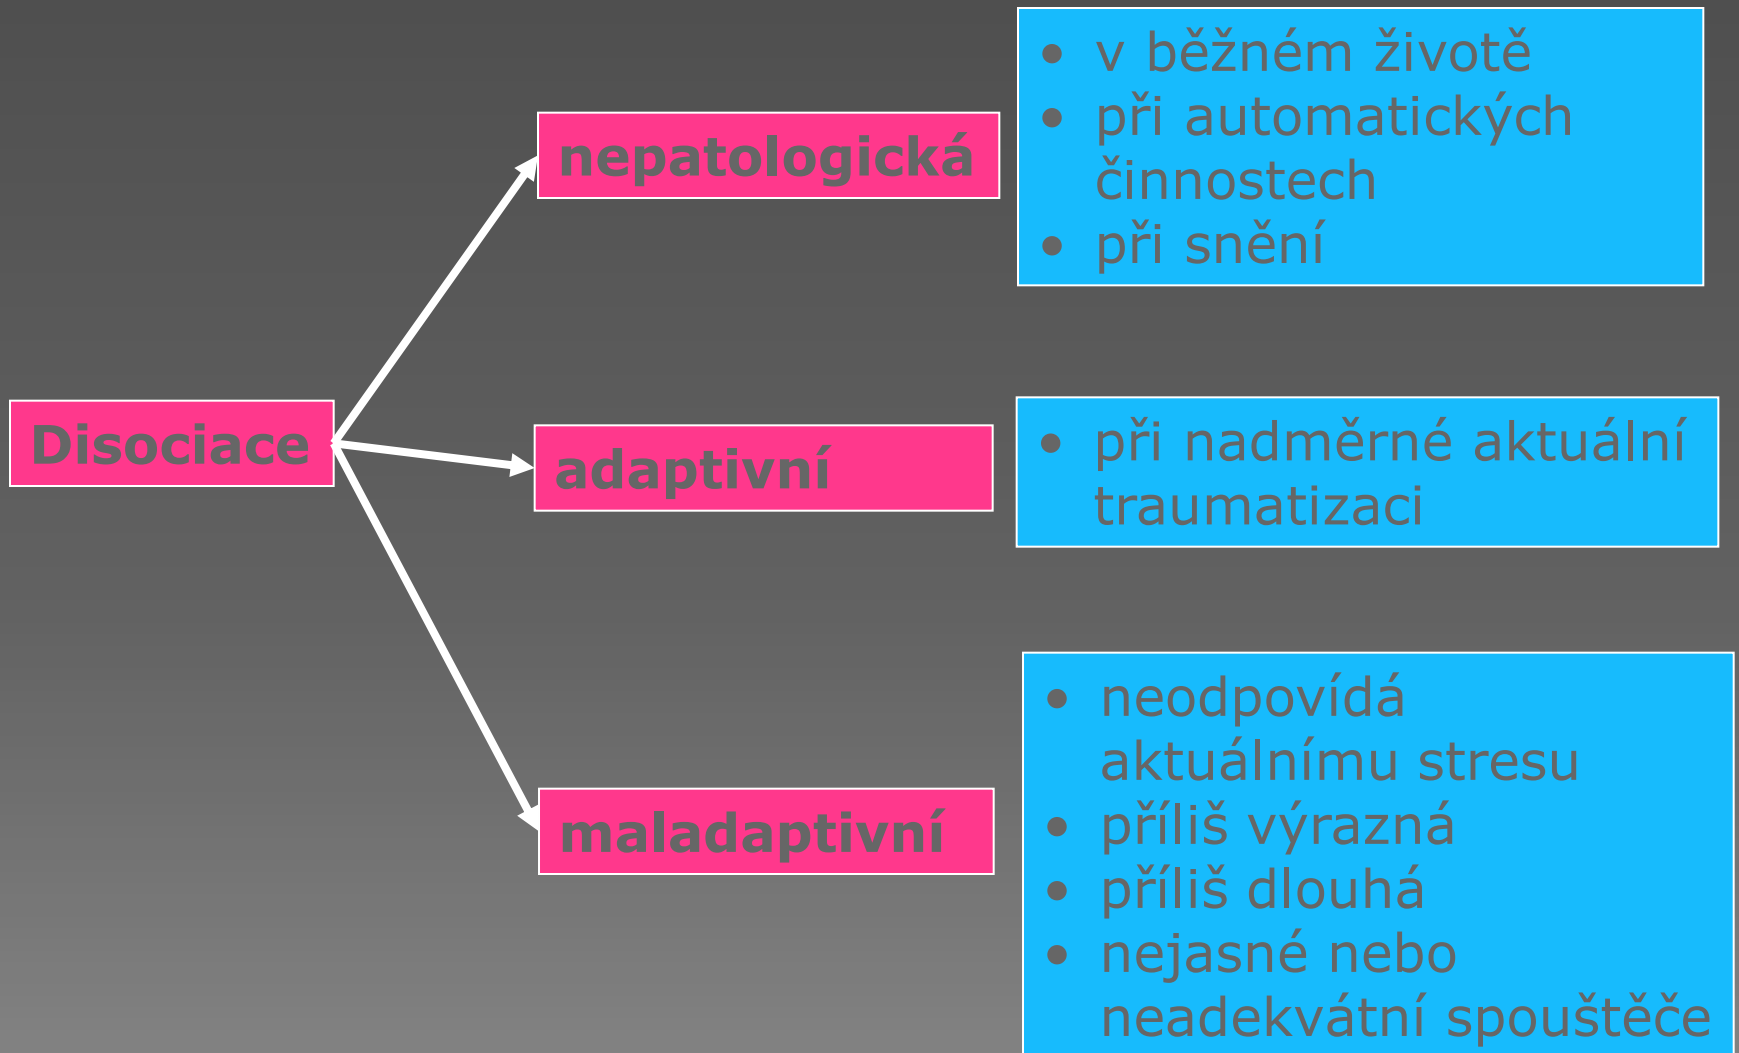 Disociace
nepatologická
• v běžném životě
• při automatických
činnostech
• při snění
adaptivní
• při nadměrné aktuální
traumatizaci
maladaptivní
• neodpovídá
aktuálnímu stresu
• příliš výrazná
• příliš dlouhá
• nejasné nebo
neadekvátní spouštěče